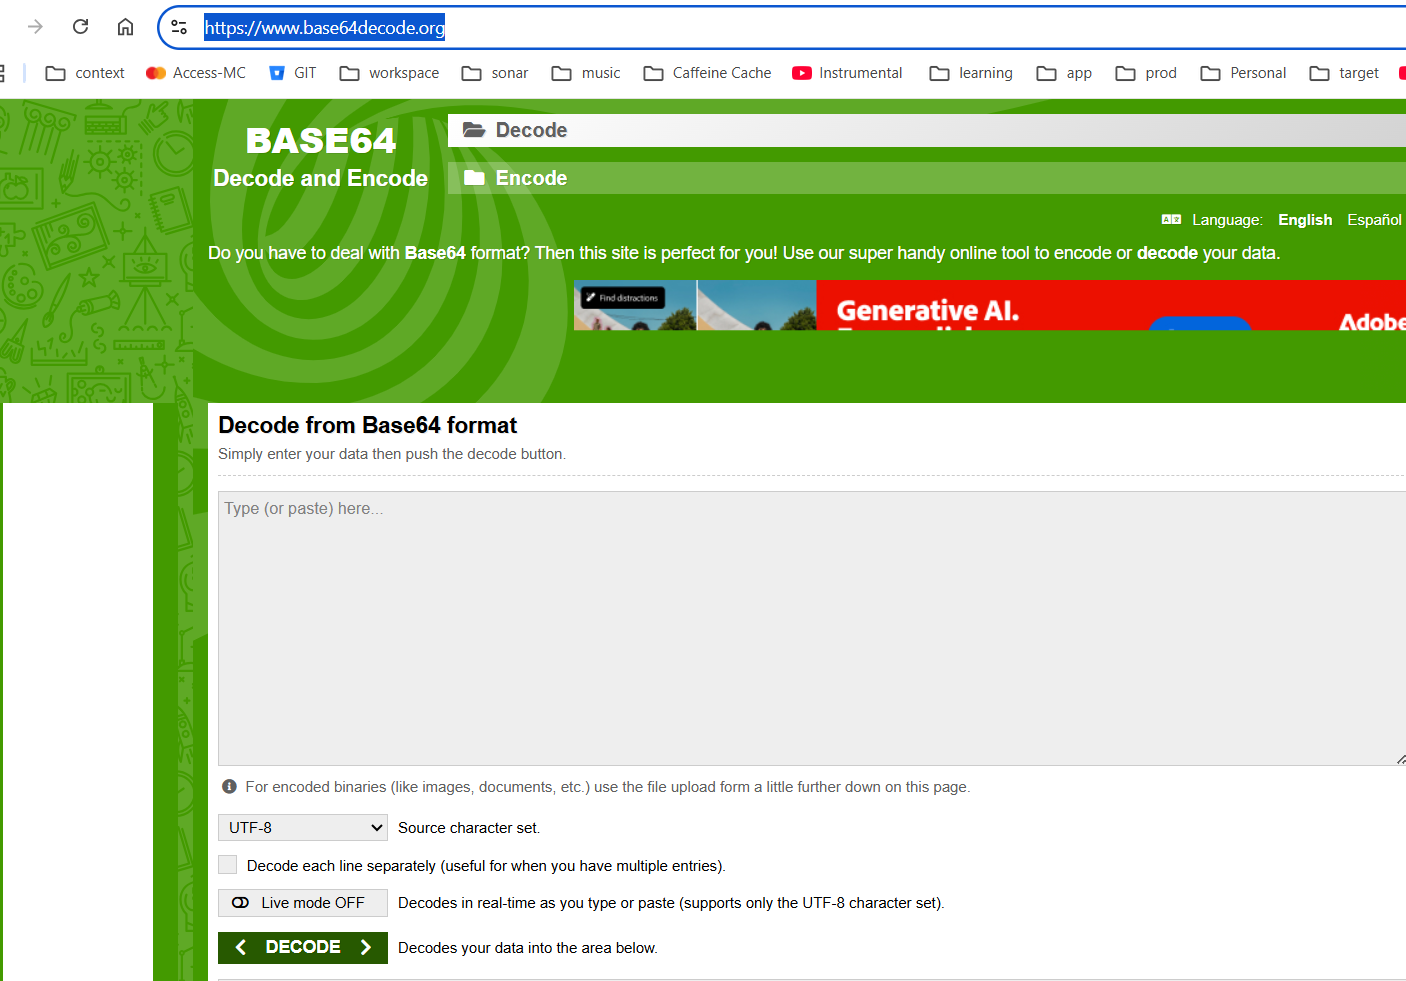 https://www.base64decode.org
context Access-MC GIT workspace sonar music Caffeine Cache Instrumental learning app prod Personal target
BASE64
Decode and Encode
Decode
Encode
Language: English Español
Do you have to deal with Base64 format? Then this site is perfect for you! Use our super handy online tool to encode or decode your data.
Find distractions
Generative AI.
Adobe
Decode from Base64 format
Simply enter your data then push the decode button.
Type (or paste) here...
For encoded binaries (like images, documents, etc.) use the file upload form a little further down on this page.
UTF-8 Source character set.
Decode each line separately (useful for when you have multiple entries).
Live mode OFF Decodes in real-time as you type or paste (supports only the UTF-8 character set).
< DECODE > Decodes your data into the area below.